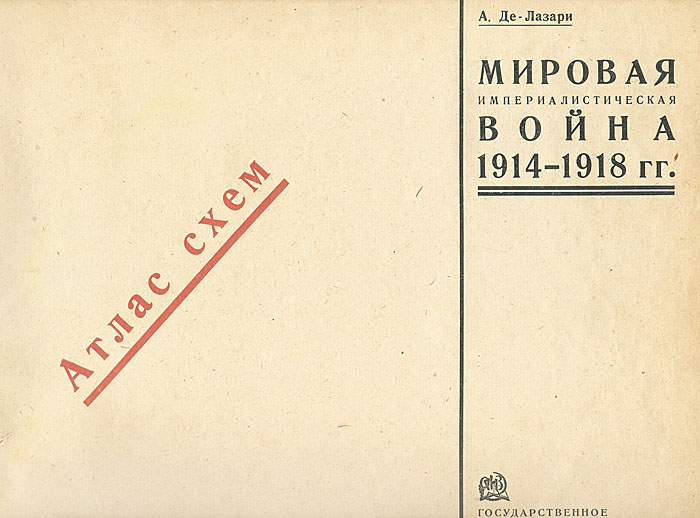 А. Де-Лазари
МИРОВАЯ
ИМПЕРИАЛИСТИЧЕСКАЯ
ВОЙНА
1914–1918 гг.
Атлас схем
ГОСУДАРСТВЕННОЕ